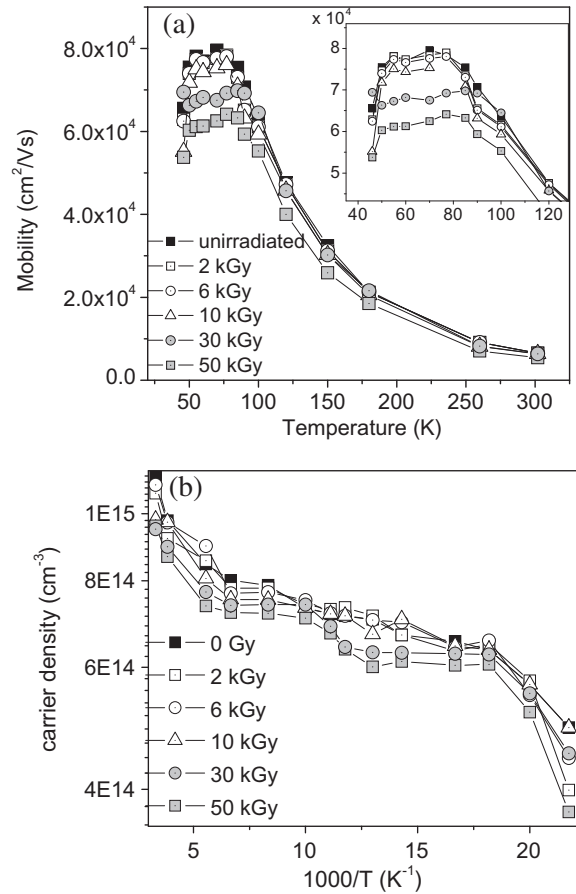 (a)
x 10⁴
8.0x10⁴
6.0x10⁴
4.0x10⁴
2.0x10⁴
0.0
Mobility (cm²/Vs)
8
7
6
5
4
40 60 80 100 120
unirradiated
2 kGy
6 kGy
10 kGy
30 kGy
50 kGy
50 100 150 200 250 300
Temperature (K)
(b)
1E15
8E14
6E14
4E14
carrier density (cm⁻³)
0 Gy
2 kGy
6 kGy
10 kGy
30 kGy
50 kGy
5 10 15 20
1000/T (K⁻¹)